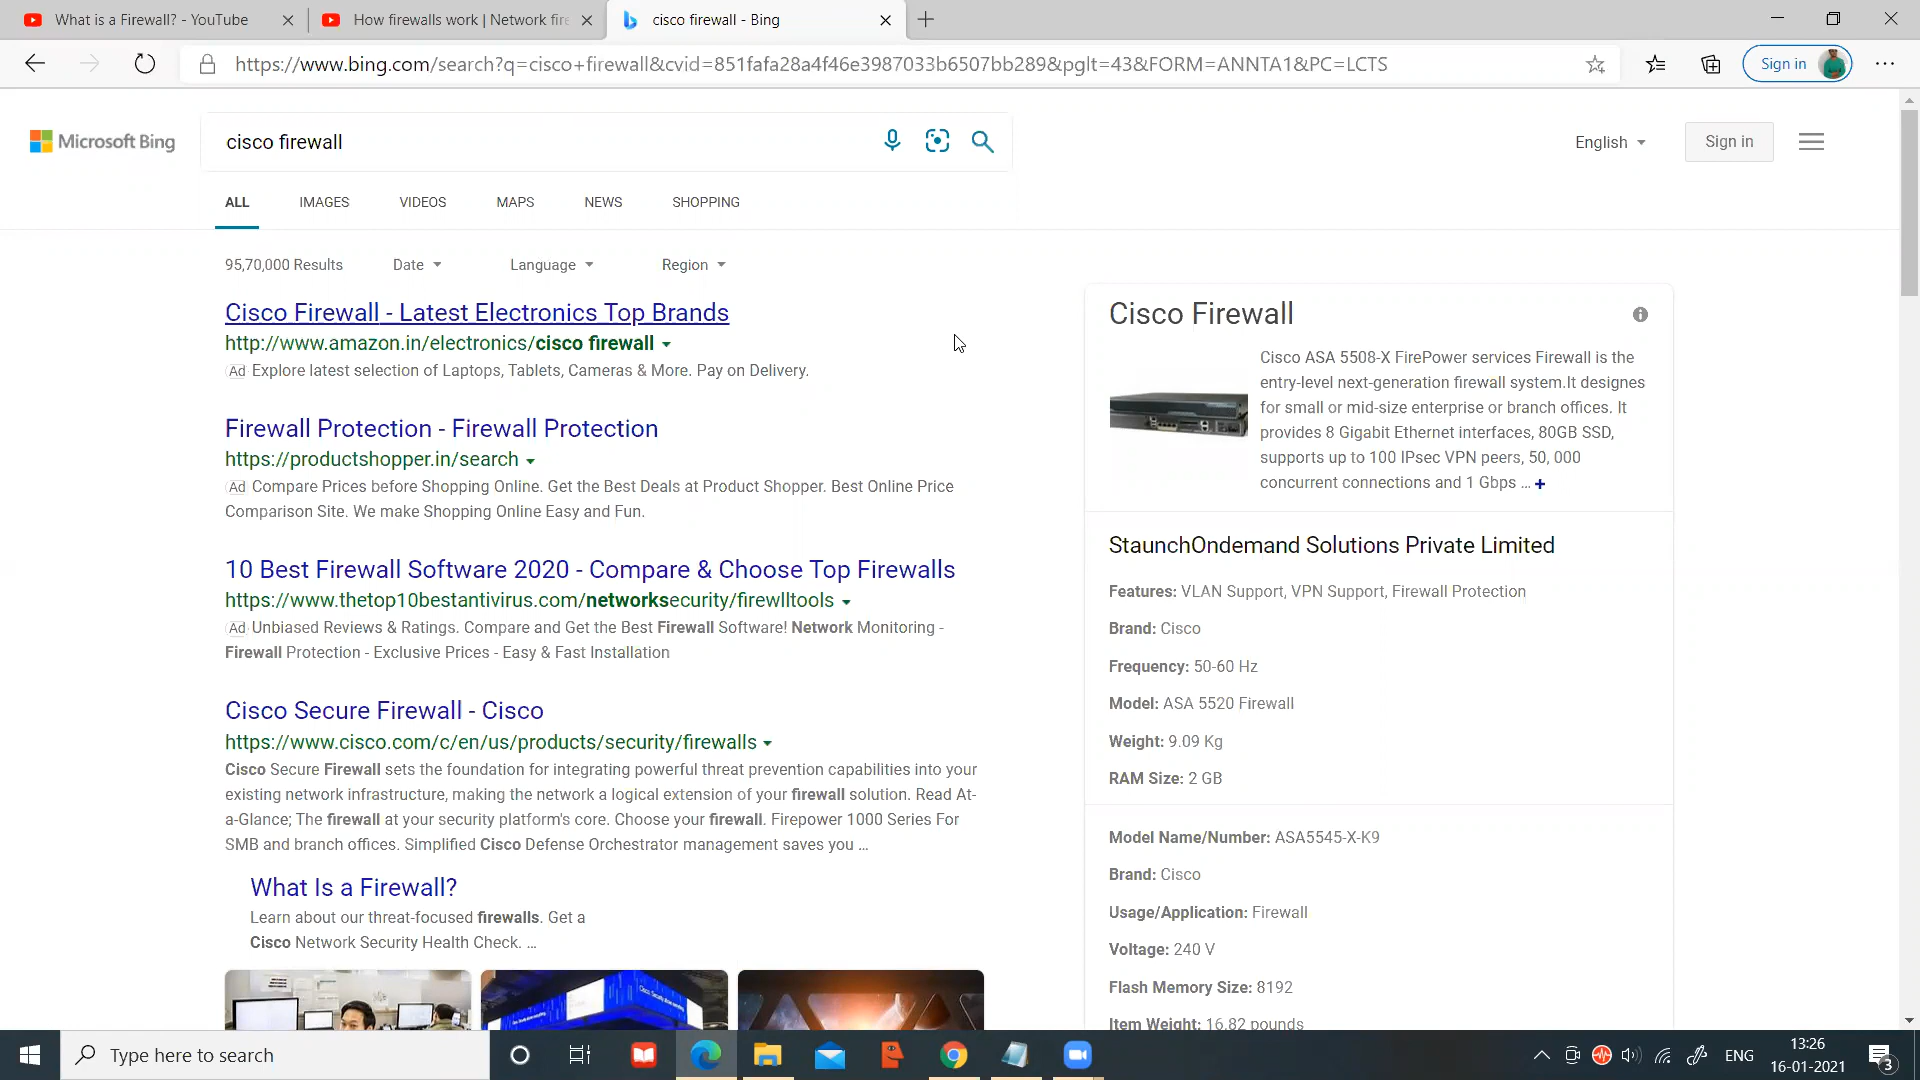 What is a Firewall? - YouTube
How firewalls work | Network fire
cisco firewall - Bing
https://www.bing.com/search?q=cisco+firewall&cvid=851fafa28a4f46e3987033b6507bb289&pglt=43&FORM=ANNTA1&PC=LCTS
Sign in
Microsoft Bing
cisco firewall
English
Sign in
ALL IMAGES VIDEOS MAPS NEWS SHOPPING
95,70,000 Results Date Language Region
Cisco Firewall - Latest Electronics Top Brands
http://www.amazon.in/electronics/cisco firewall
Ad Explore latest selection of Laptops, Tablets, Cameras & More. Pay on Delivery.
Firewall Protection - Firewall Protection
https://productshopper.in/search
Ad Compare Prices before Shopping Online. Get the Best Deals at Product Shopper. Best Online Price
Comparison Site. We make Shopping Online Easy and Fun.
10 Best Firewall Software 2020 - Compare & Choose Top Firewalls
https://www.thetop10bestantivirus.com/networksecurity/firewlltools
Ad Unbiased Reviews & Ratings. Compare and Get the Best Firewall Software! Network Monitoring -
Firewall Protection - Exclusive Prices - Easy & Fast Installation
Cisco Secure Firewall - Cisco
https://www.cisco.com/c/en/us/products/security/firewalls
Cisco Secure Firewall sets the foundation for integrating powerful threat prevention capabilities into your
existing network infrastructure, making the network a logical extension of your firewall solution. Read At-
a-Glance; The firewall at your security platform's core. Choose your firewall. Firepower 1000 Series For
SMB and branch offices. Simplified Cisco Defense Orchestrator management saves you ...
What Is a Firewall?
Learn about our threat-focused firewalls. Get a
Cisco Network Security Health Check. ...
Cisco Firewall
Cisco ASA 5508-X FirePower services Firewall is the
entry-level next-generation firewall system.It designes
for small or mid-size enterprise or branch offices. It
provides 8 Gigabit Ethernet interfaces, 80GB SSD,
supports up to 100 IPsec VPN peers, 50, 000
concurrent connections and 1 Gbps ... +
StaunchOndemand Solutions Private Limited
Features: VLAN Support, VPN Support, Firewall Protection
Brand: Cisco
Frequency: 50-60 Hz
Model: ASA 5520 Firewall
Weight: 9.09 Kg
RAM Size: 2 GB
Model Name/Number: ASA5545-X-K9
Brand: Cisco
Usage/Application: Firewall
Voltage: 240 V
Flash Memory Size: 8192
Item Weight: 16.82 pounds
Type here to search
ENG
13:26
16-01-2021
3